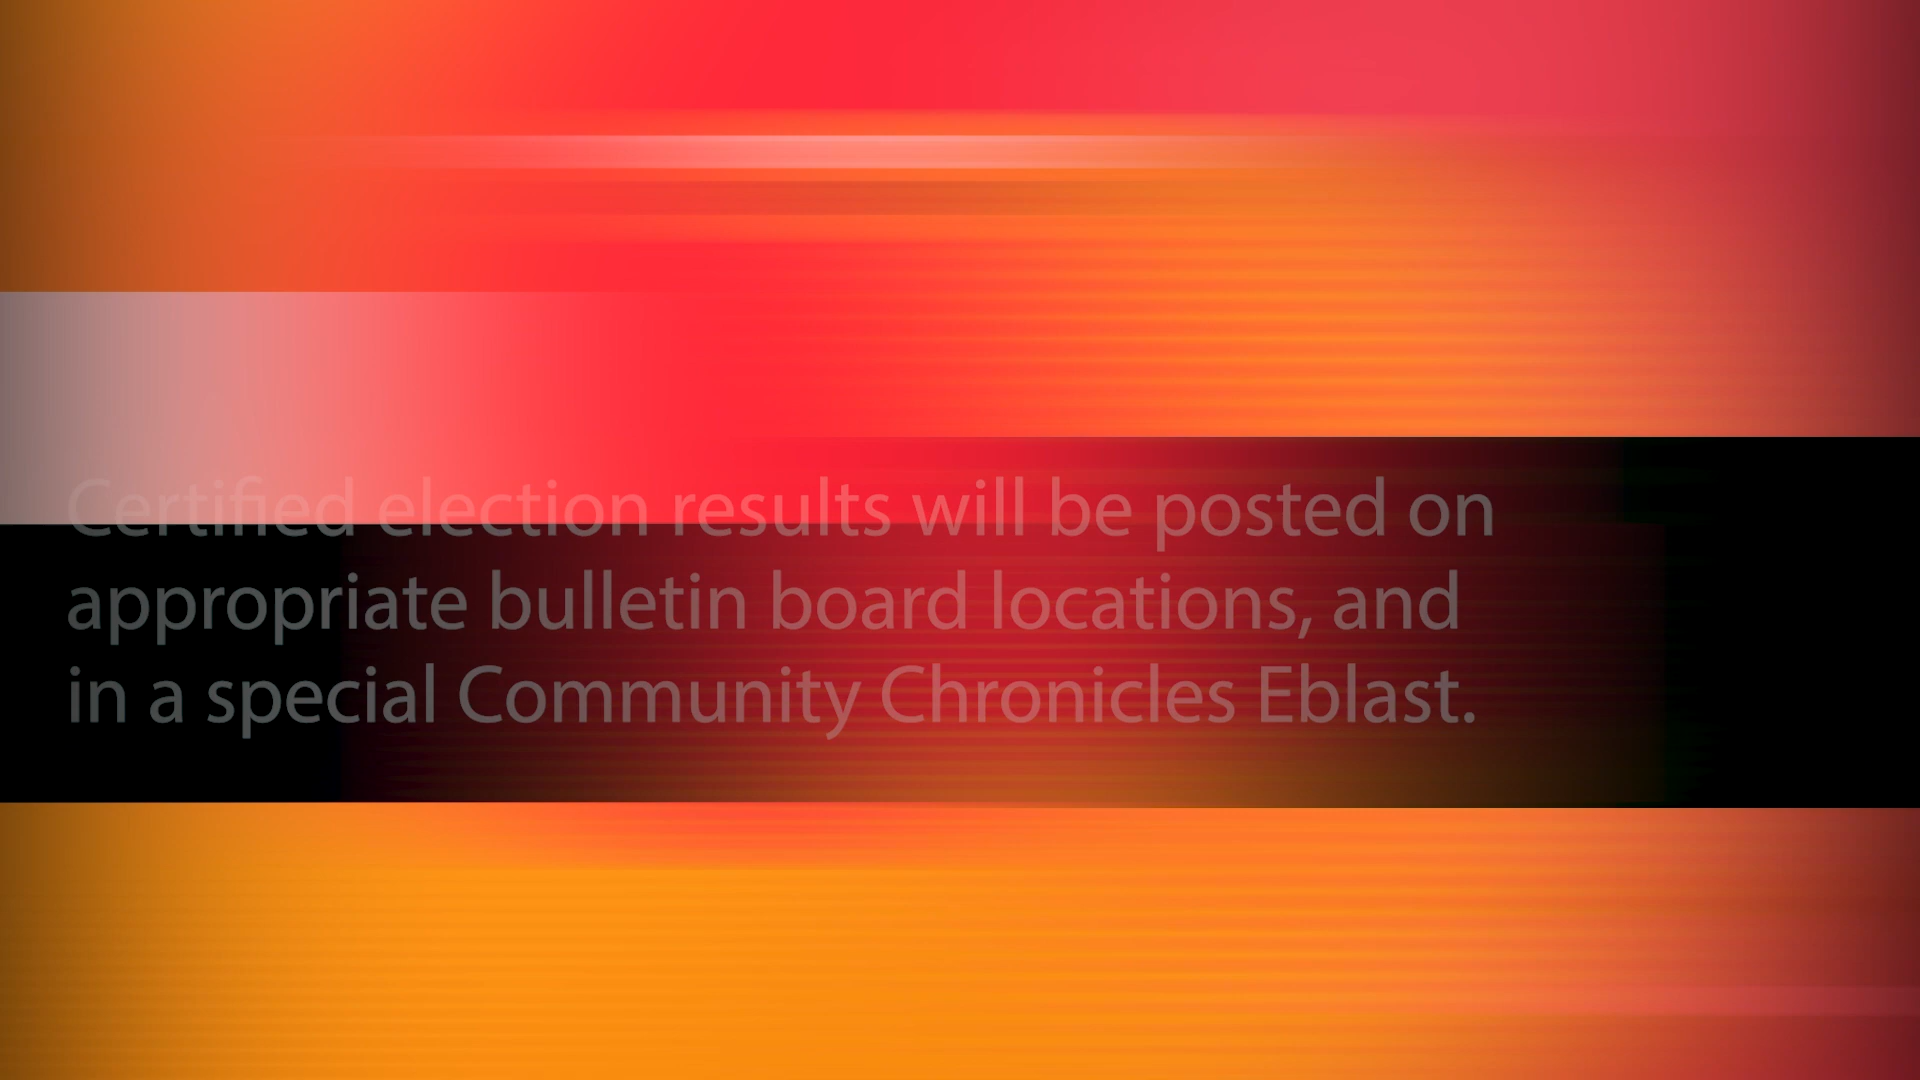 Certified election results will be posted on
appropriate bulletin board locations, and
in a special Community Chronicles Eblast.